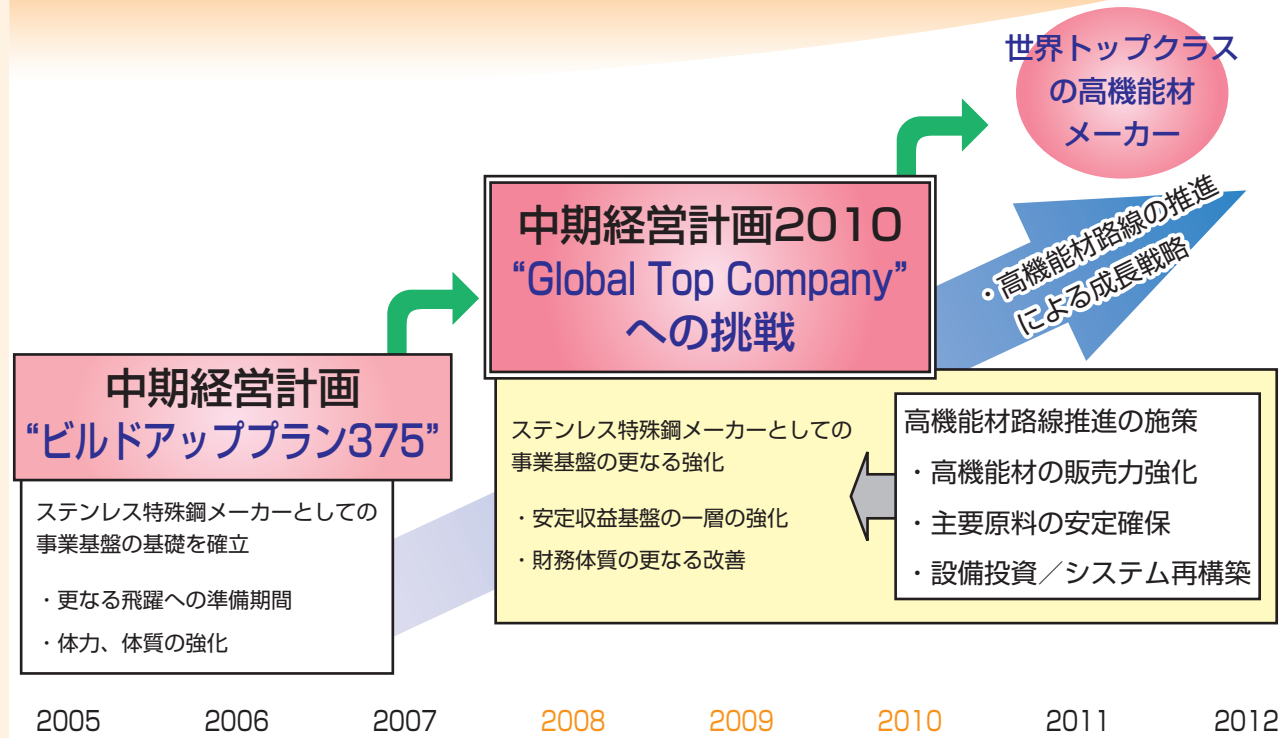 世界トップクラス
の高機能材
メーカー
・高機能材路線の推進
による成長戦略
中期経営計画2010
“Global Top Company”
への挑戦
中期経営計画
“ビルドアッププラン375”
ステンレス特殊鋼メーカーとしての
事業基盤の基礎を確立
・更なる飛躍への準備期間
・体力、体質の強化
ステンレス特殊鋼メーカーとしての
事業基盤の更なる強化
・安定収益基盤の一層の強化
・財務体質の更なる改善
高機能材路線推進の施策
・高機能材の販売力強化
・主要原料の安定確保
・設備投資／システム再構築
2005 2006 2007 2008 2009 2010 2011 2012